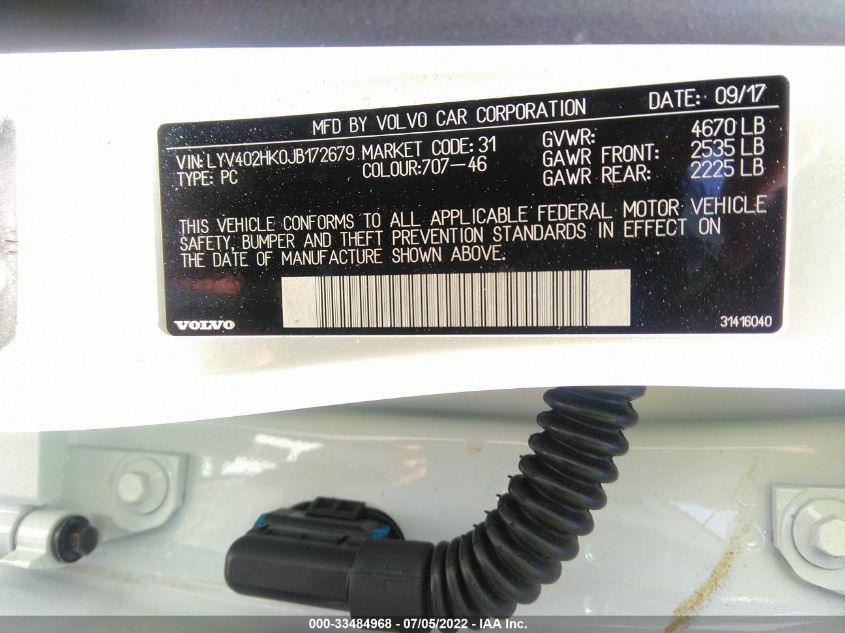 MFD BY VOLVO CAR CORPORATION DATE: 09/17
VIN: LYV402HK0JB172679 MARKET CODE: 31 GVWR: 4670 LB
TYPE: PC COLOUR:707-46 GAWR FRONT: 2535 LB
GAWR REAR: 2225 LB
THIS VEHICLE CONFORMS TO ALL APPLICABLE FEDERAL MOTOR VEHICLE
SAFETY, BUMPER AND THEFT PREVENTION STANDARDS IN EFFECT ON
THE DATE OF MANUFACTURE SHOWN ABOVE.
VOLVO 31416040
000-33484968 - 07/05/2022 - IAA Inc.